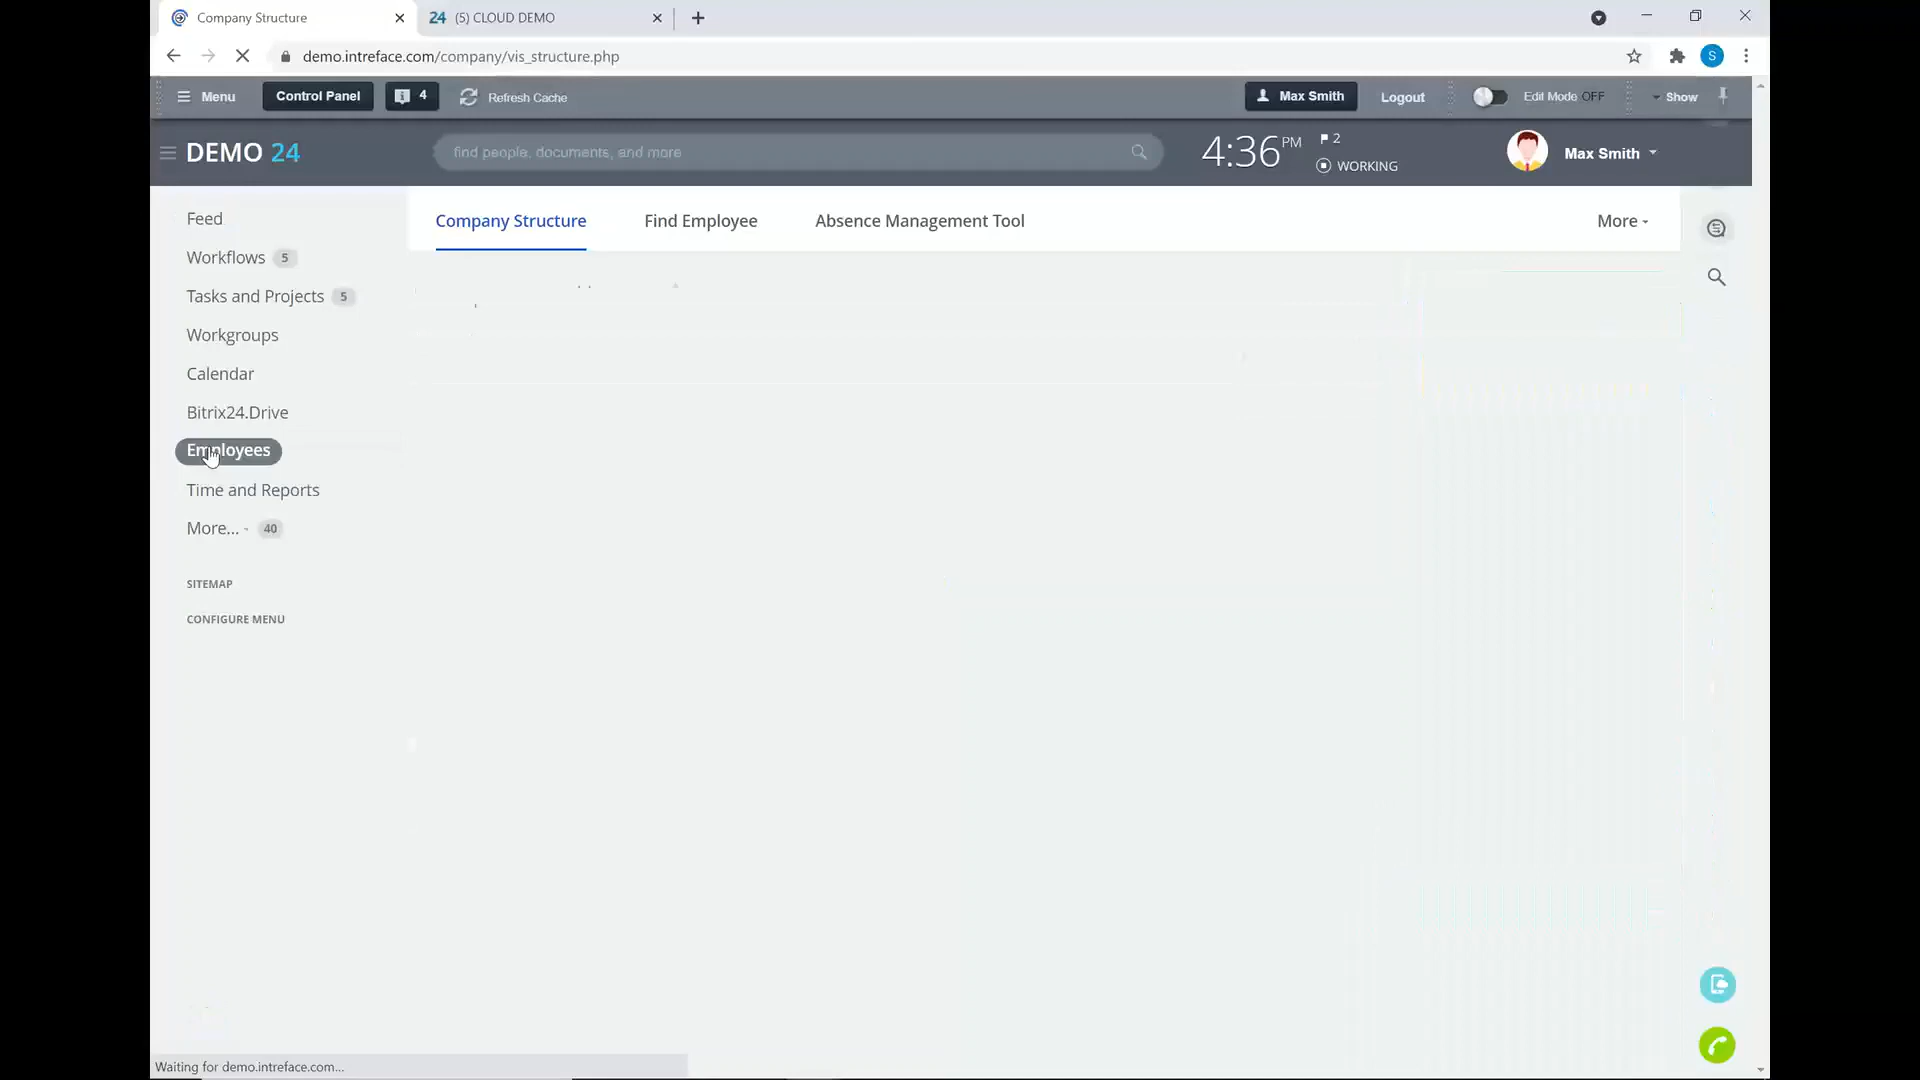 Company Structure
24 (5) CLOUD DEMO
demo.intreface.com/company/vis_structure.php
S
Menu
Control Panel
4
Refresh Cache
Max Smith
Logout
Edit Mode OFF
Show
DEMO 24
find people, documents, and more
4:36 PM
2
WORKING
Max Smith
Feed
Workflows 5
Tasks and Projects 5
Workgroups
Calendar
Bitrix24.Drive
Employees
Time and Reports
More... 40
SITEMAP
CONFIGURE MENU
Company Structure
Find Employee
Absence Management Tool
More
Waiting for demo.intreface.com...